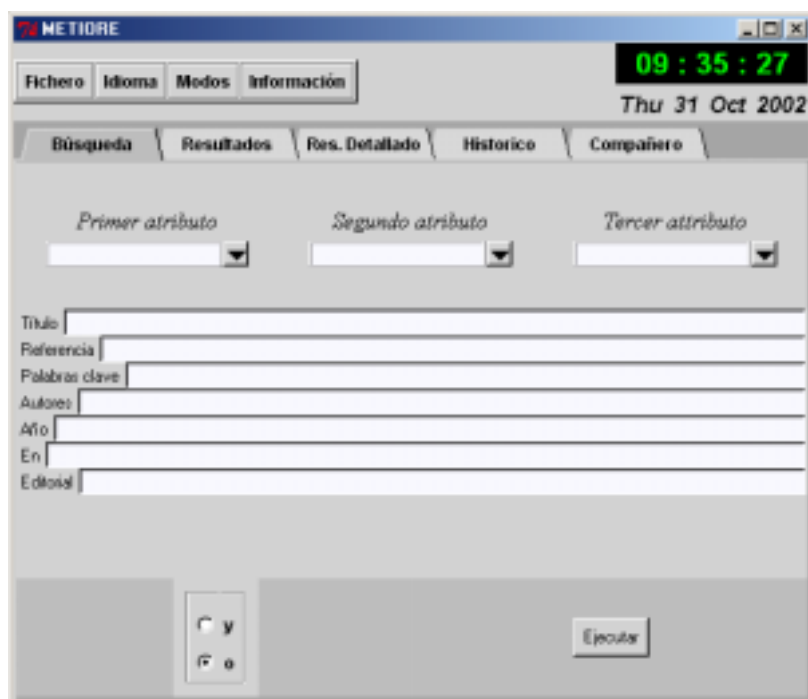 METIORE
Fichero Idioma Modos Información
09 : 35 : 27
Thu 31 Oct 2002
Búsqueda Resultados Res. Detallado Historico Compañero
Primer atributo Segundo atributo Tercer attributo
Título
Referencia
Palabras clave
Autores
Año
En
Editorial
y
o
Ejecutar